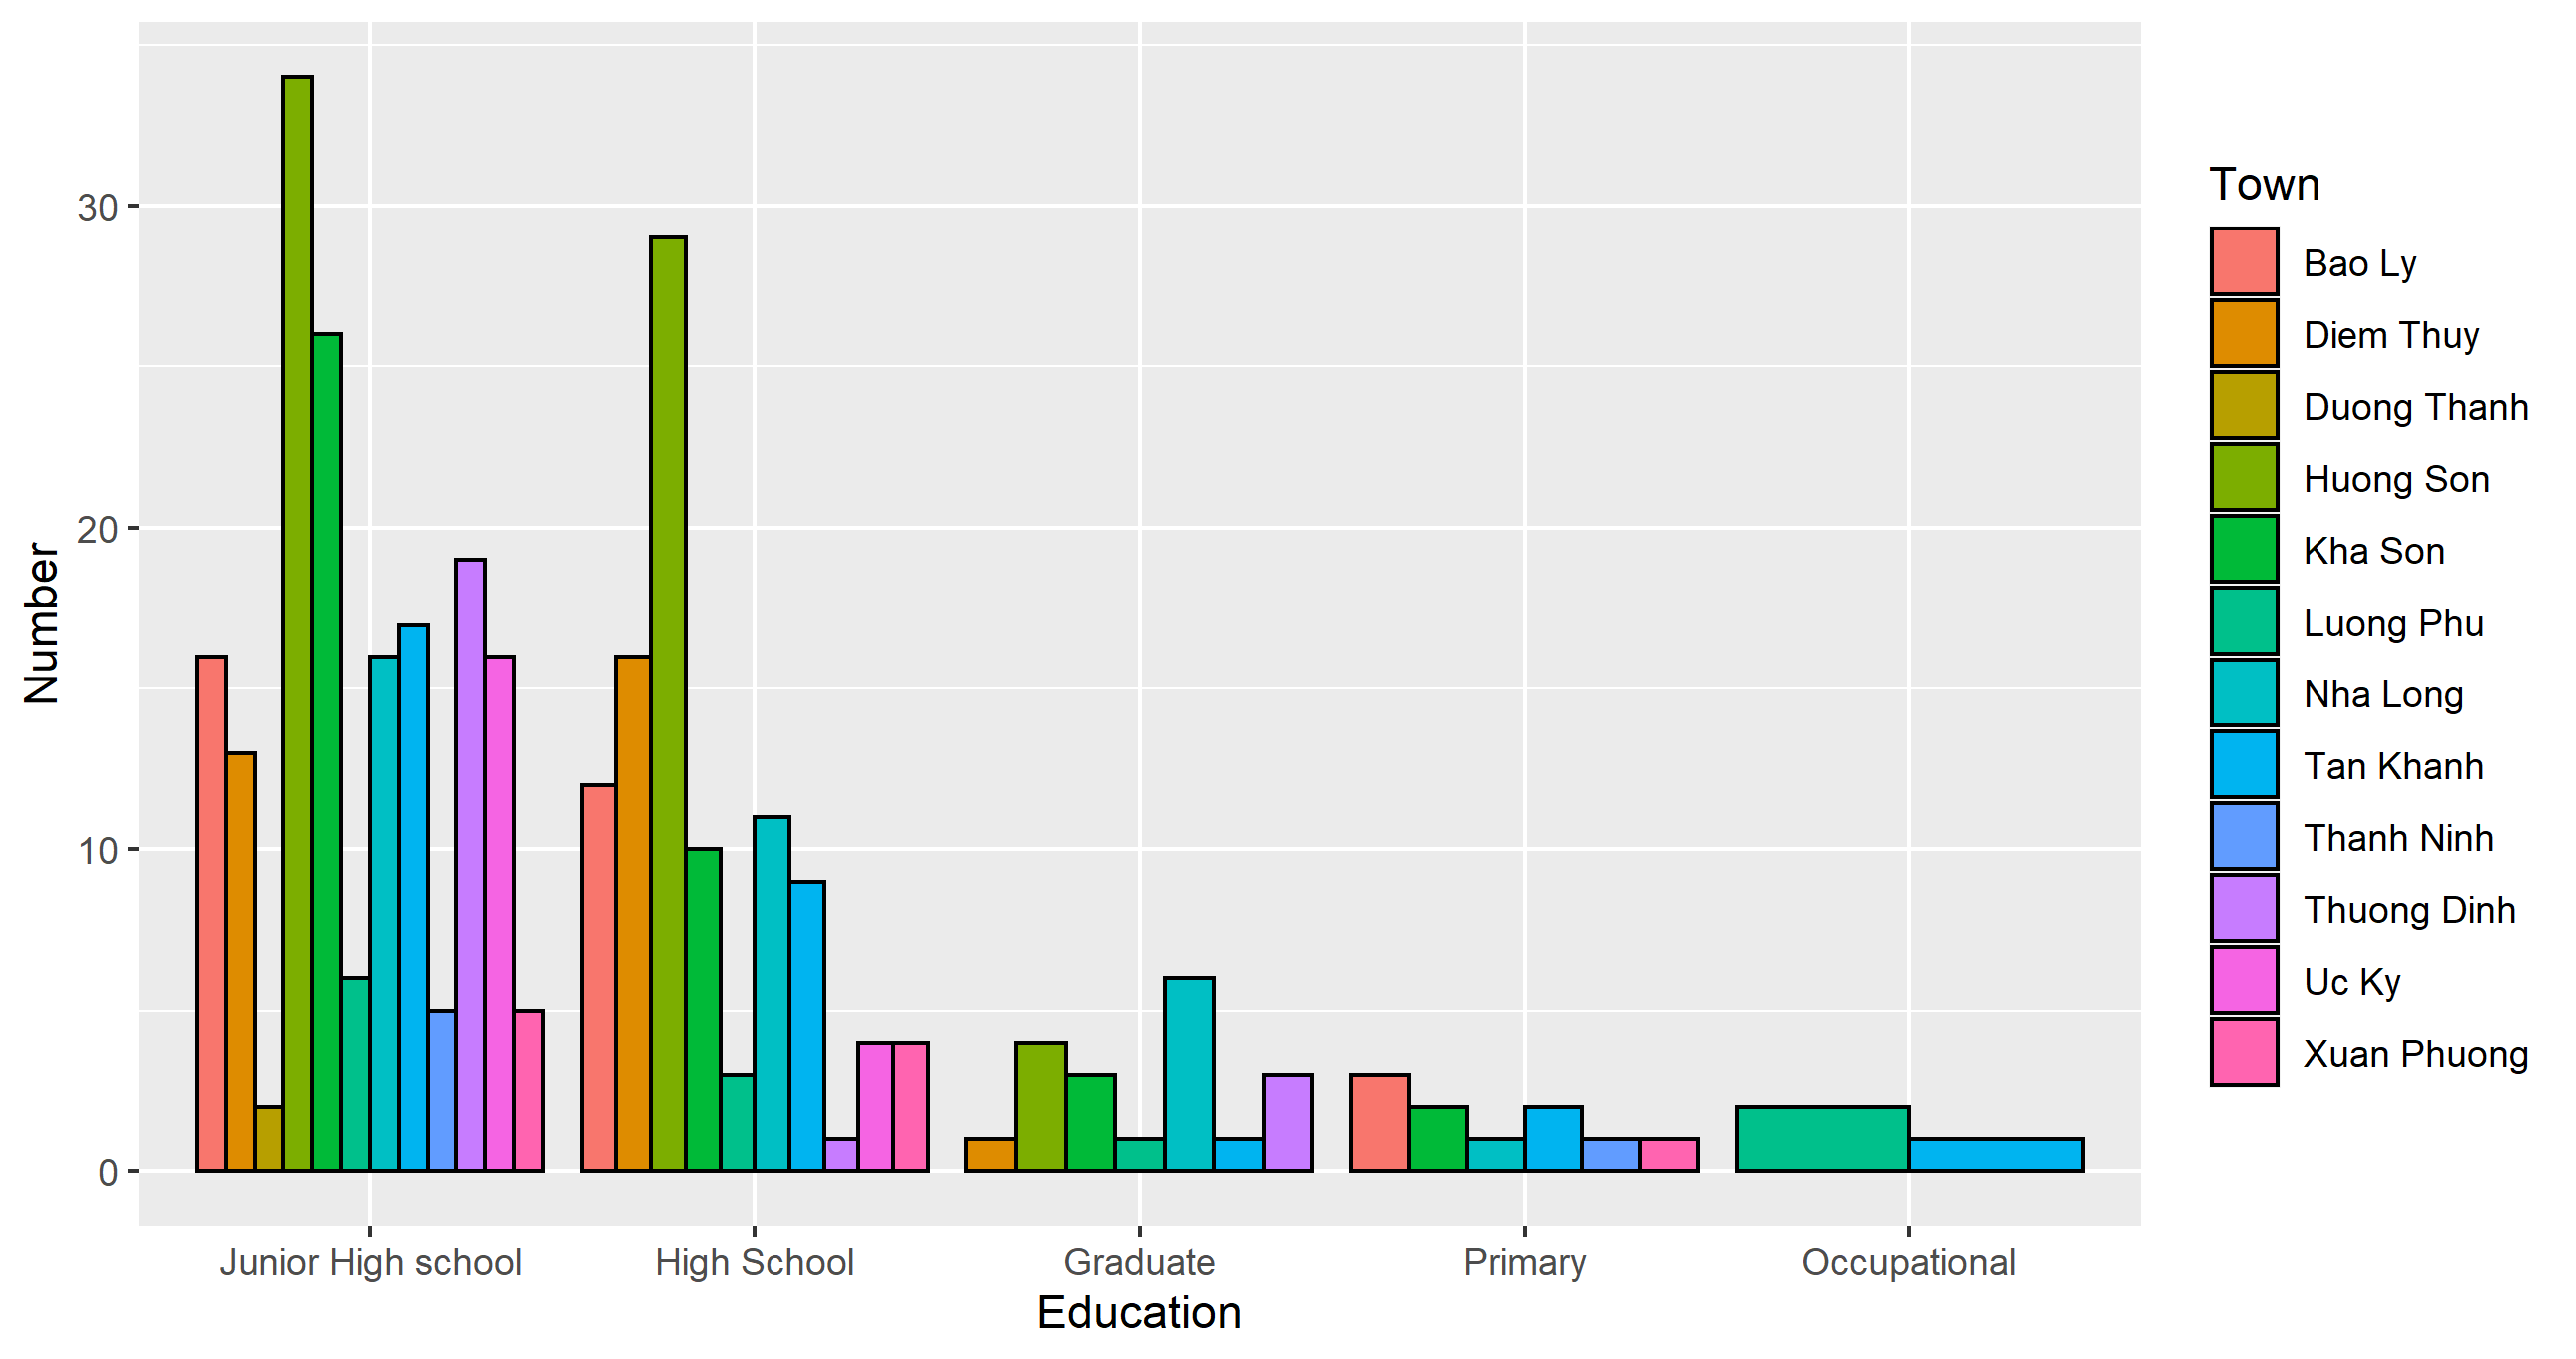 Number
30
20
10
0
Junior High school
High School
Graduate
Primary
Occupational
Education
Town
Bao Ly
Diem Thuy
Duong Thanh
Huong Son
Kha Son
Luong Phu
Nha Long
Tan Khanh
Thanh Ninh
Thuong Dinh
Uc Ky
Xuan Phuong